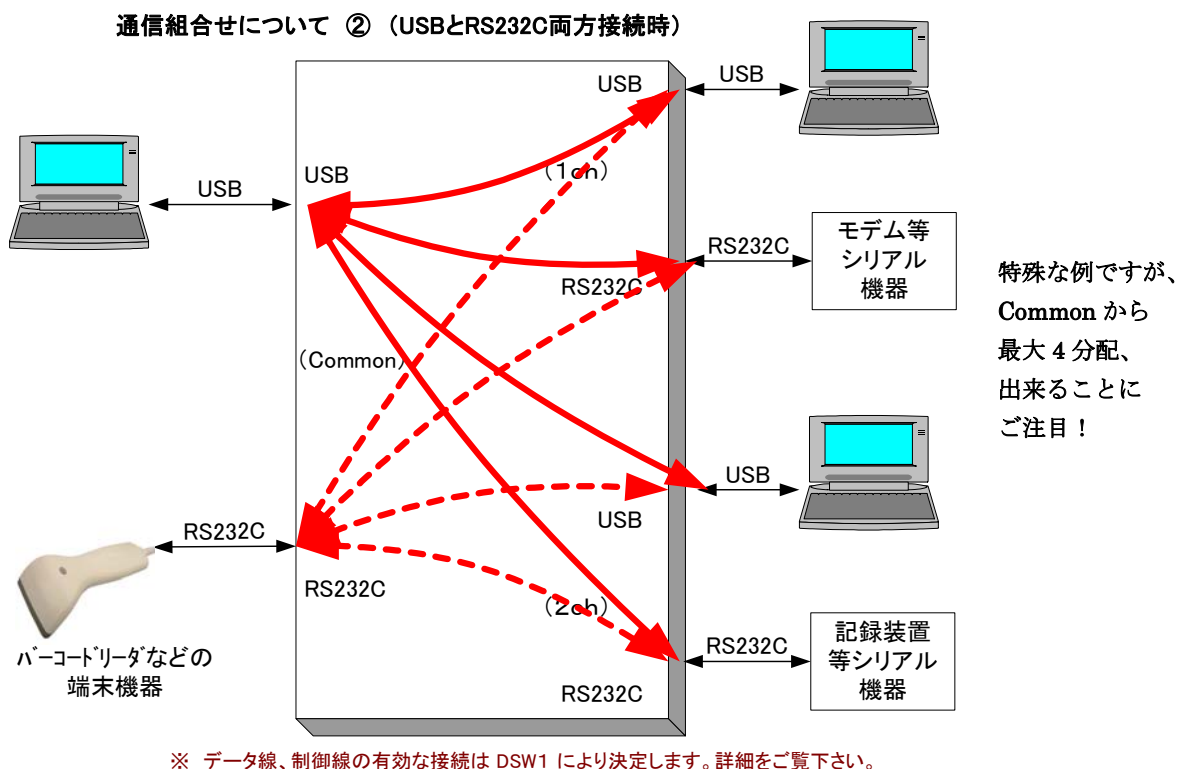 通信組合せについて ② (USBとRS232C両方接続時)
USB
USB
USB
USB
(1ch)
RS232C
モデム等
シリアル
機器
RS232C
(Common)
特殊な例ですが、
Common から
最大 4 分配、
出来ることに
ご注目！
USB
USB
RS232C
RS232C
(2ch)
RS232C
記録装置
等シリアル
機器
RS232C
バーコードリーダなどの
端末機器
※ データ線、制御線の有効な接続は DSW1 により決定します。詳細をご覧下さい。